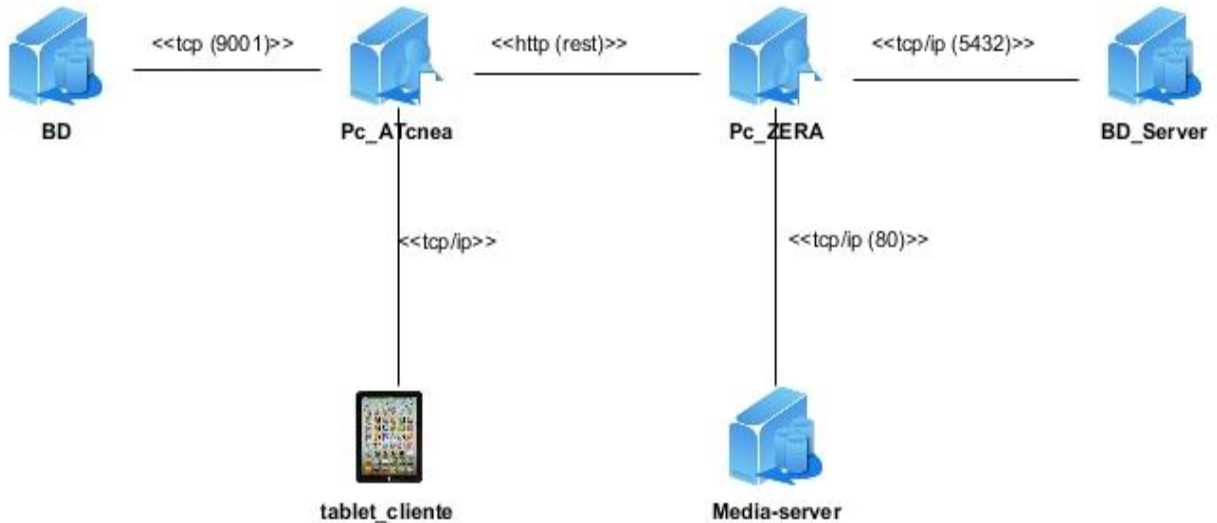 <<tcp (9001)>>
<<http (rest)>>
<<tcp/ip (5432)>>
BD
Pc_ATcnea
Pc_ZERA
BD_Server
<<tcp/ip>>
<<tcp/ip (80)>>
tablet_cliente
Media-server